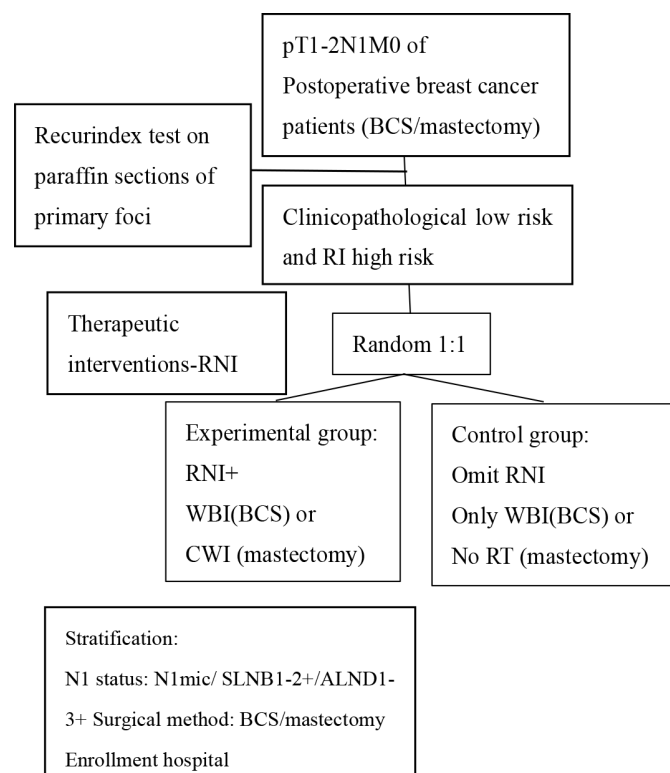 pT1-2N1M0 of
Postoperative breast cancer
patients (BCS/mastectomy)
Recurindex test on
paraffin sections of
primary foci
Clinicopathological low risk
and RI high risk
Therapeutic
interventions-RNI
Random 1:1
Experimental group:
RNI+
WBI(BCS) or
CWI (mastectomy)
Control group:
Omit RNI
Only WBI(BCS) or
No RT (mastectomy)
Stratification:
N1 status: N1mic/ SLNB1-2+/ALND1-
3+ Surgical method: BCS/mastectomy
Enrollment hospital